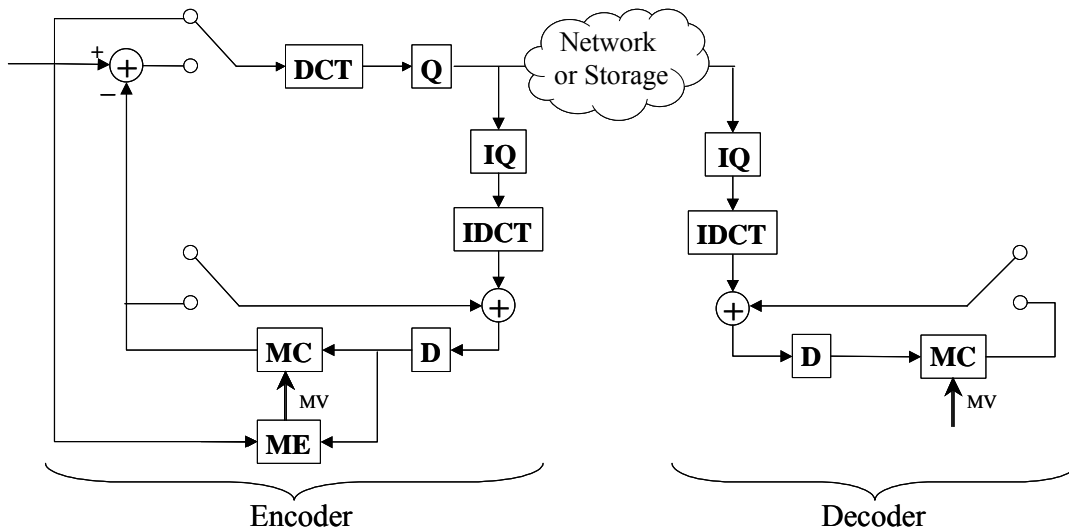 Network
or Storage
+
+
−
DCT
Q
IQ
IQ
IDCT
IDCT
+
+
MC
D
D
MC
MV
MV
ME
Encoder
Decoder